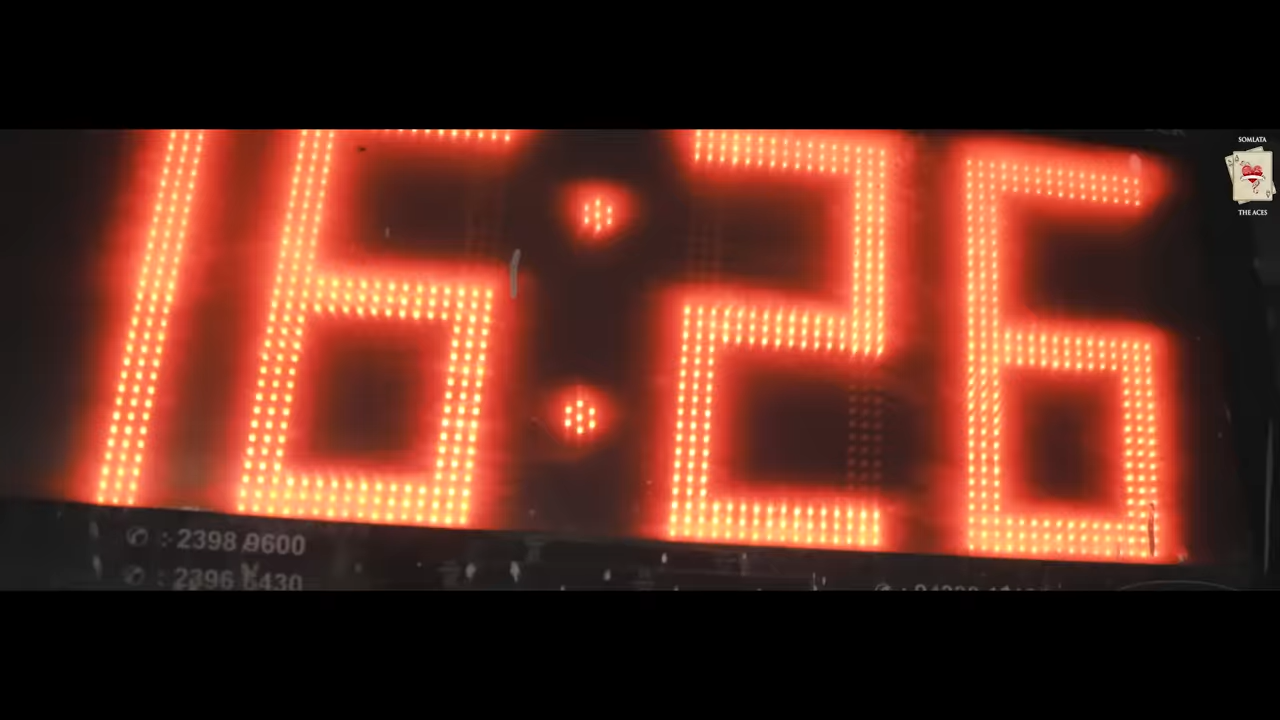 16:26
SOMLATA
THE ACES
✆ : 2398 9600
✆ : 2396 6430